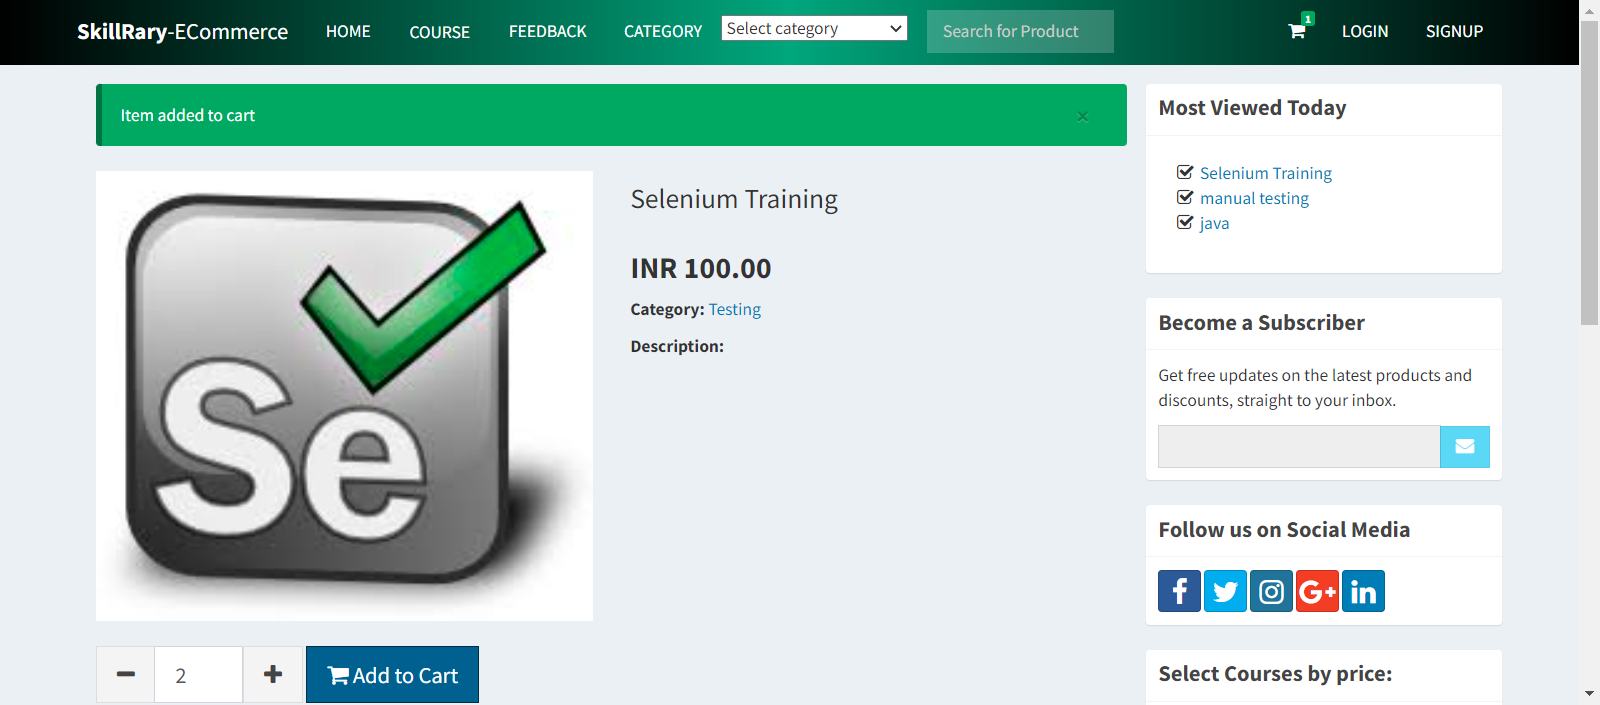 SkillRary-ECommerce HOME COURSE FEEDBACK CATEGORY Select category Search for Product 1 LOGIN SIGNUP
Item added to cart ×
Se
Selenium Training
INR 100.00
Category: Testing
Description:
2 Add to Cart
Most Viewed Today
Selenium Training
manual testing
java
Become a Subscriber
Get free updates on the latest products and
discounts, straight to your inbox.
Follow us on Social Media
f G+ in
Select Courses by price: